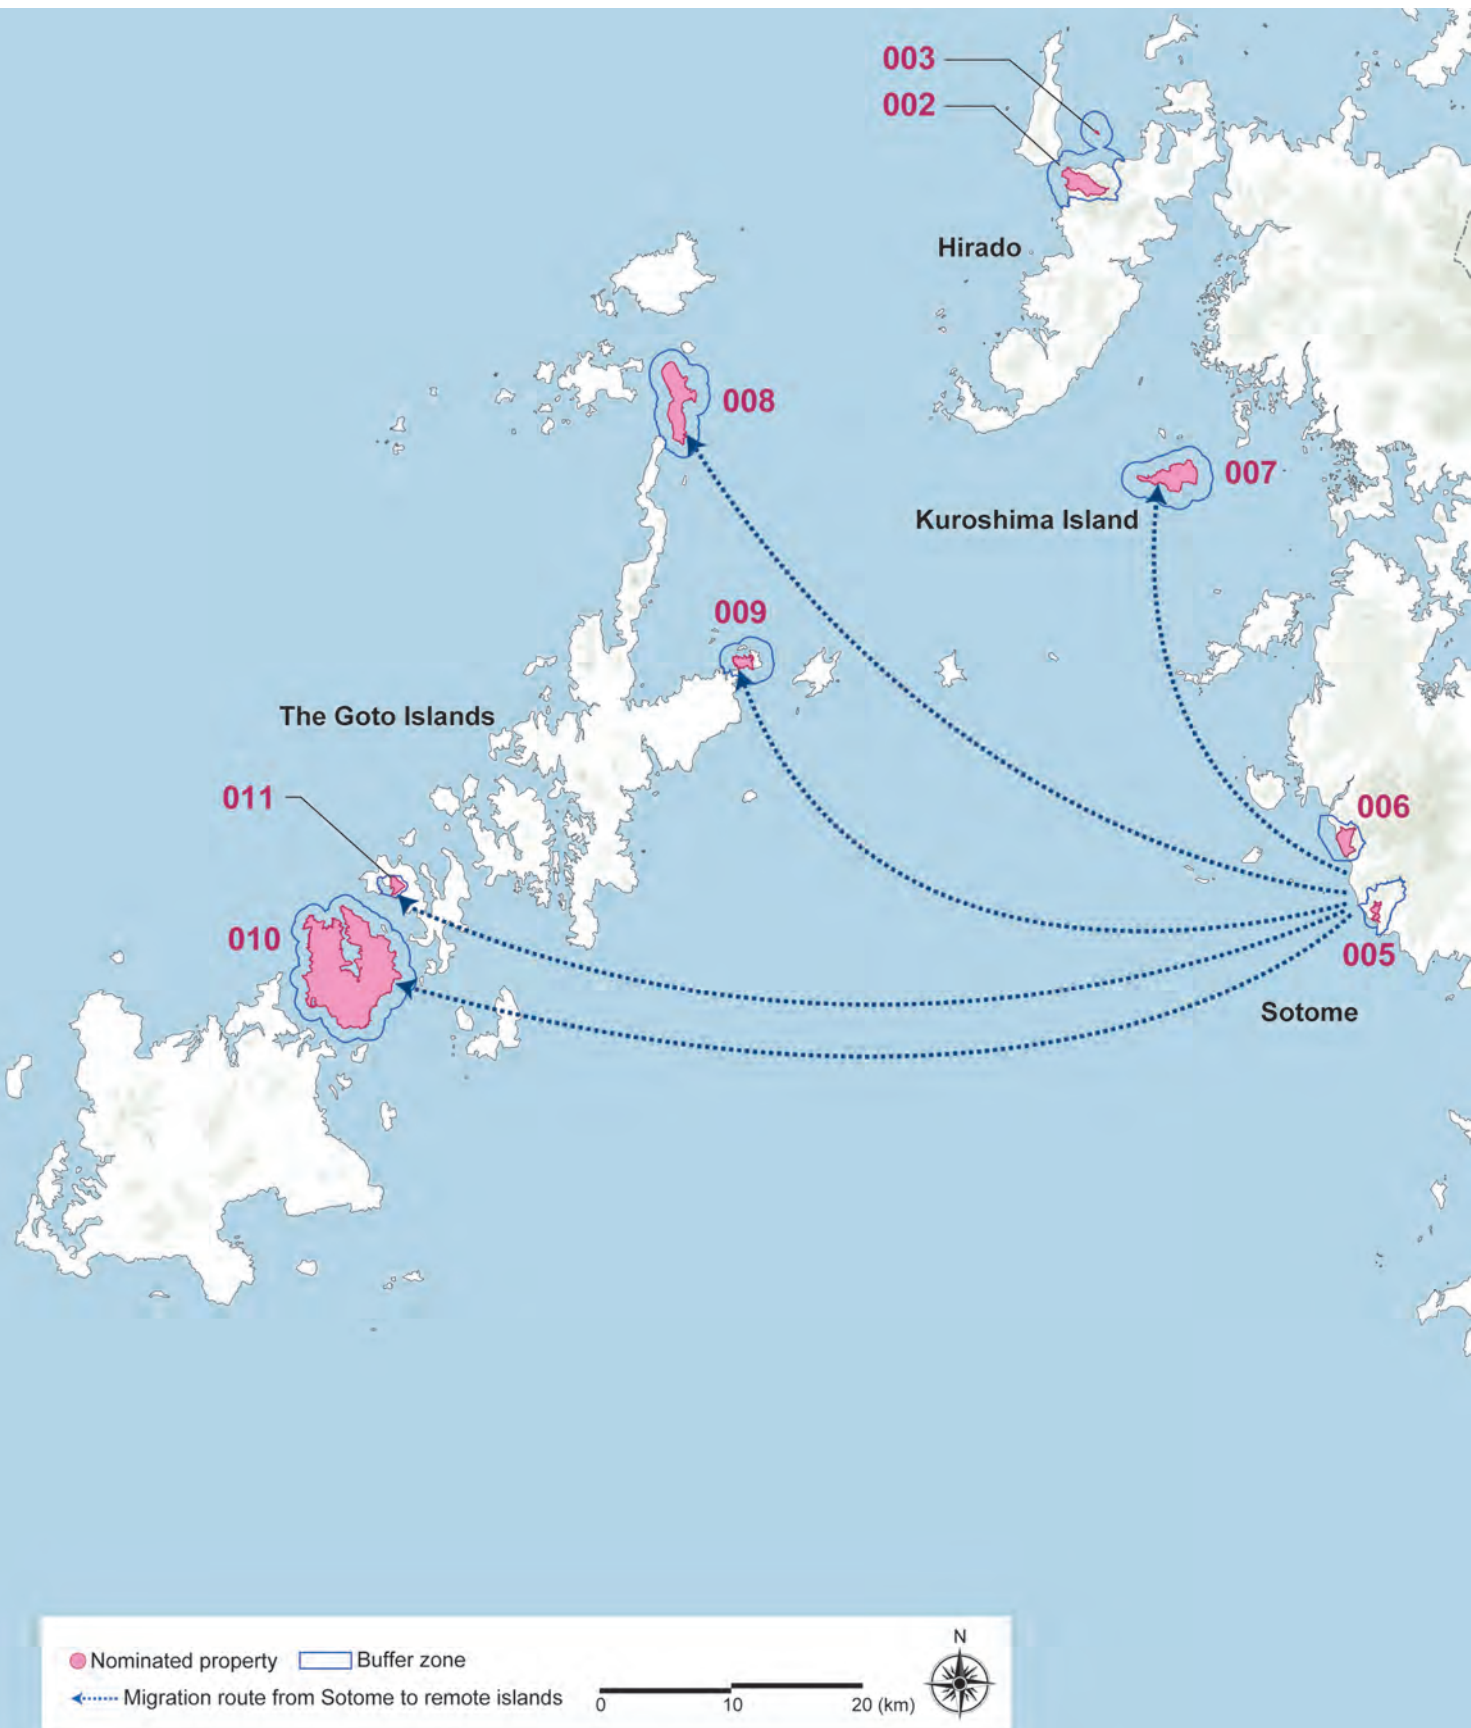 003
002
Hirado
008
007
Kuroshima Island
009
The Goto Islands
011
006
010
005
Sotome
N
Nominated property
Buffer zone
Migration route from Sotome to remote islands
0 10 20 (km)